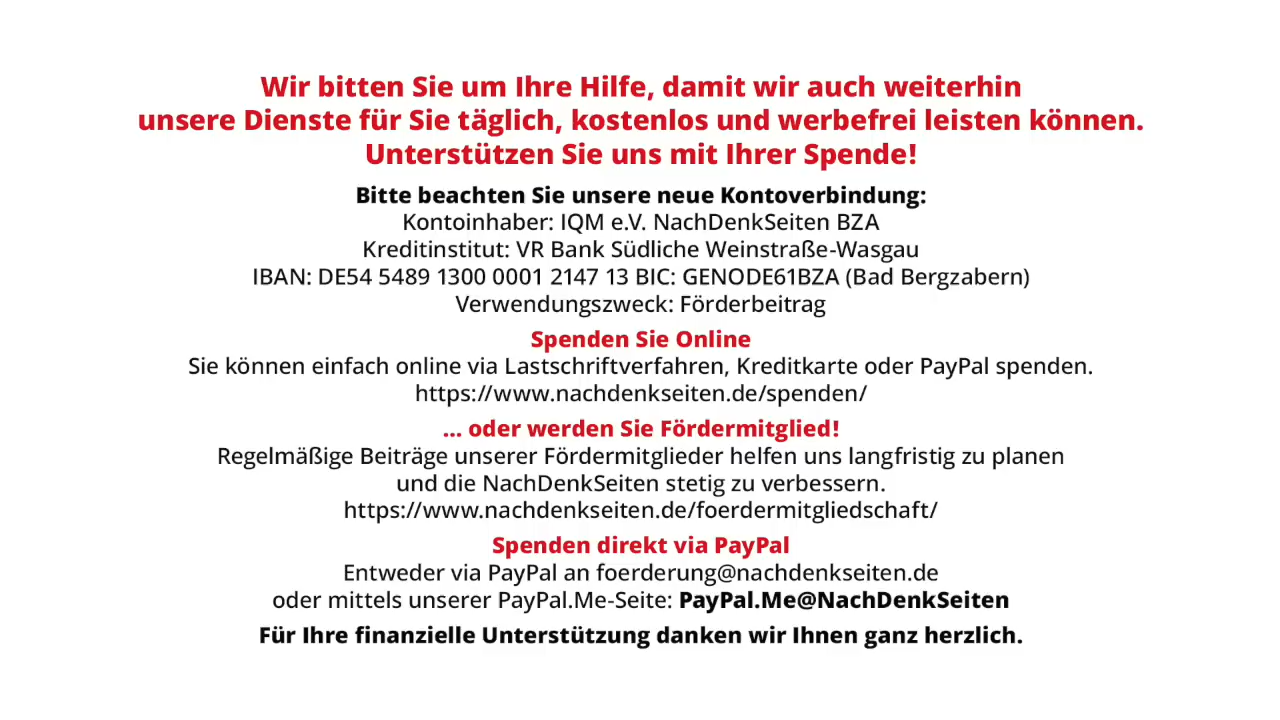 Wir bitten Sie um Ihre Hilfe, damit wir auch weiterhin
unsere Dienste für Sie täglich, kostenlos und werbefrei leisten können.
Unterstützen Sie uns mit Ihrer Spende!
Bitte beachten Sie unsere neue Kontoverbindung:
Kontoinhaber: IQM e.V. NachDenkSeiten BZA
Kreditinstitut: VR Bank Südliche Weinstraße-Wasgau
IBAN: DE54 5489 1300 0001 2147 13 BIC: GENODE61BZA (Bad Bergzabern)
Verwendungszweck: Förderbeitrag
Spenden Sie Online
Sie können einfach online via Lastschriftverfahren, Kreditkarte oder PayPal spenden.
https://www.nachdenkseiten.de/spenden/
... oder werden Sie Fördermitglied!
Regelmäßige Beiträge unserer Fördermitglieder helfen uns langfristig zu planen
und die NachDenkSeiten stetig zu verbessern.
https://www.nachdenkseiten.de/foerdermitgliedschaft/
Spenden direkt via PayPal
Entweder via PayPal an foerderung@nachdenkseiten.de
oder mittels unserer PayPal.Me-Seite: PayPal.Me@NachDenkSeiten
Für Ihre finanzielle Unterstützung danken wir Ihnen ganz herzlich.